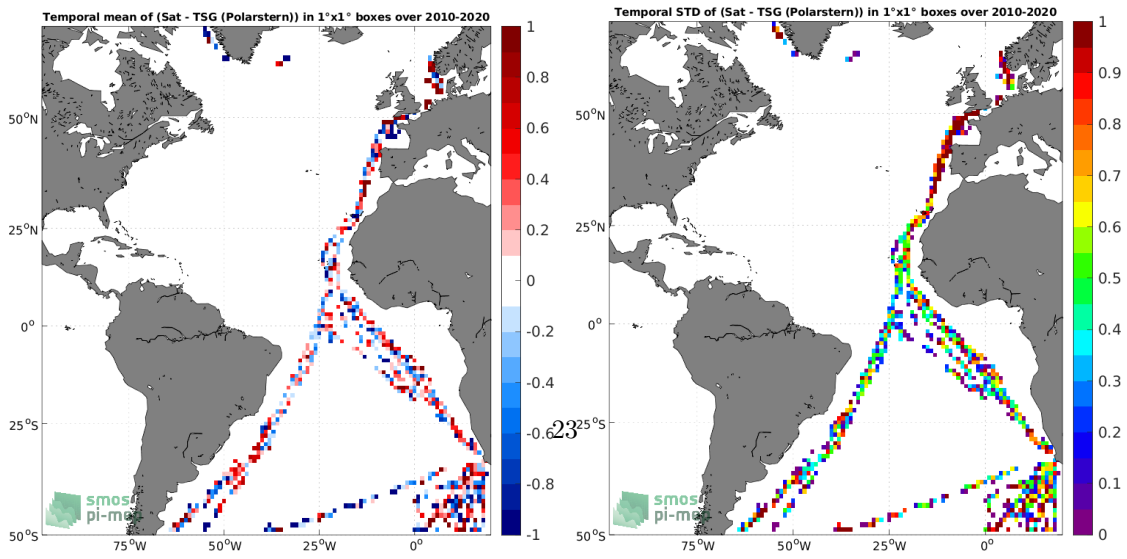 Temporal mean of (Sat - TSG (Polarstern)) in 1°x1° boxes over 2010-2020
50°N
25°N
0°
25°S
50°S
75°W
50°W
25°W
0°
1
0.8
0.6
0.4
0.2
0
-0.2
-0.4
-0.6
-0.8
-1
smos
23
Temporal STD of (Sat - TSG (Polarstern)) in 1°x1° boxes over 2010-2020
50°N
25°N
0°
25°S
50°S
75°W
50°W
25°W
0°
1
0.9
0.8
0.7
0.6
0.5
0.4
0.3
0.2
0.1
0
smos